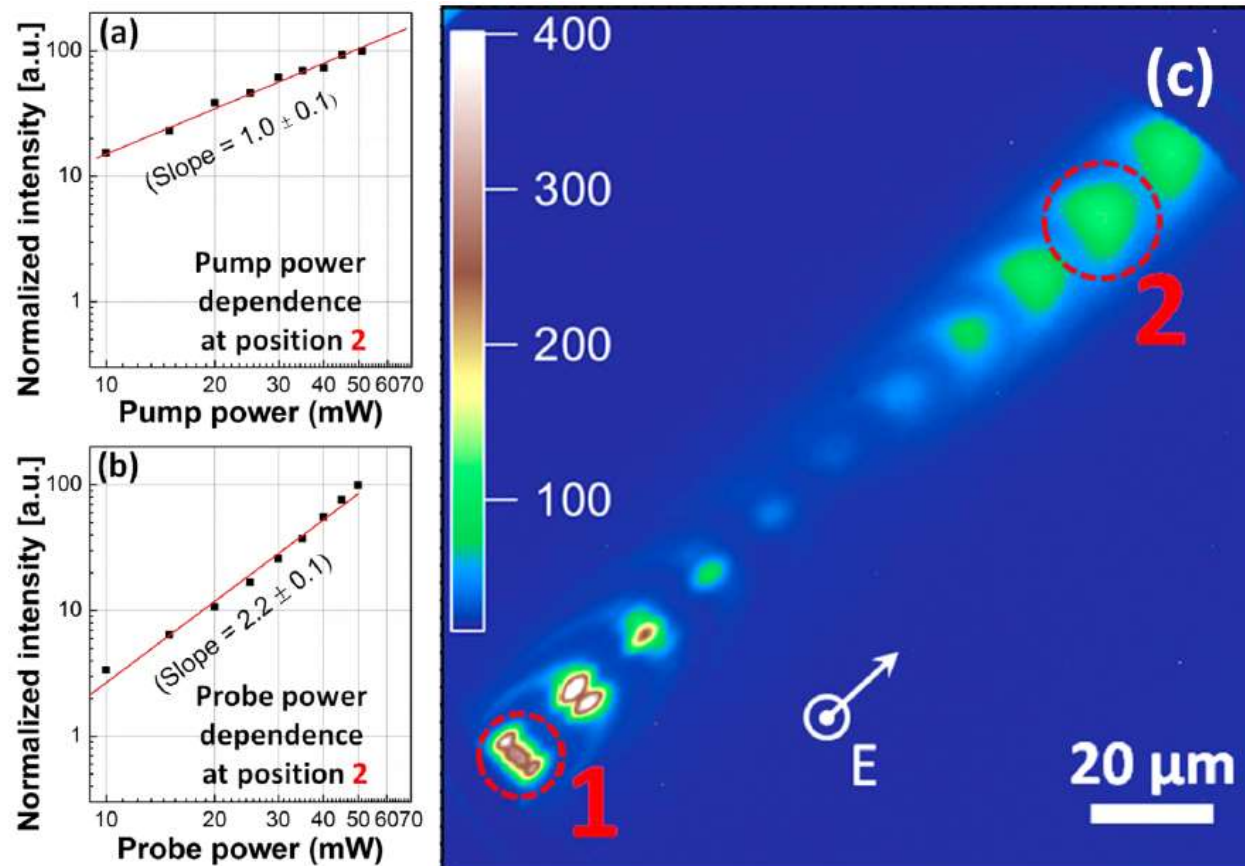 (a)
Normalized intensity [a.u.]
100
10
1
(Slope = 1.0 ± 0.1)
Pump power
dependence
at position 2
10 20 30 40 50 6070
Pump power (mW)
(b)
Normalized intensity [a.u.]
100
10
1
(Slope = 2.2 ± 0.1)
Probe power
dependence
at position 2
10 20 30 40 50 6070
Probe power (mW)
(c)
400
300
200
100
2
1
E
20 μm